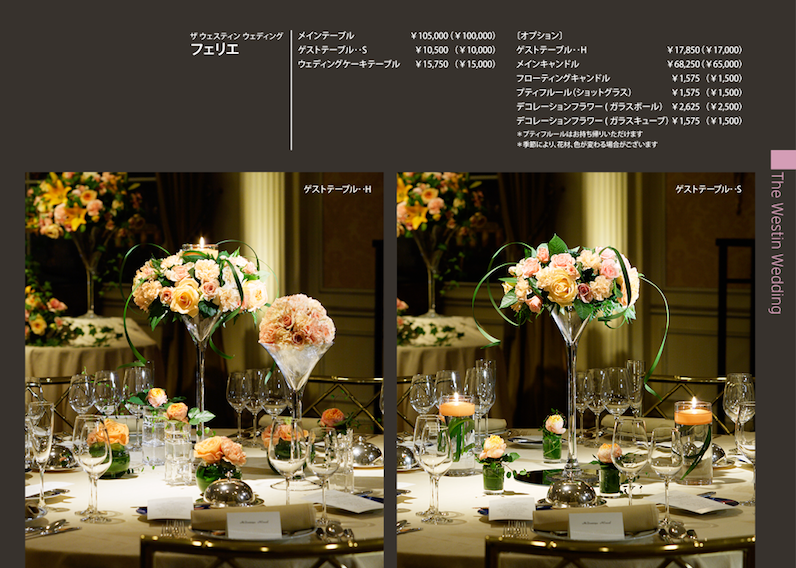 ザ ウェスティン ウェディング
フェリエ
メインテーブル ￥105,000（￥100,000）
ゲストテーブル‥S ￥10,500 （￥10,000）
ウェディングケーキテーブル ￥15,750 （￥15,000）
〔オプション〕
ゲストテーブル‥H ￥17,850（￥17,000）
メインキャンドル ￥68,250（￥65,000）
フローティングキャンドル ￥1,575 （￥1,500）
プティフルール（ショットグラス） ￥1,575 （￥1,500）
デコレーションフラワー ( ガラスボール） ￥2,625 （￥2,500）
デコレーションフラワー ( ガラスキューブ） ￥1,575 （￥1,500）
＊プティフルールはお持ち帰りいただけます
＊季節により、花材、色が変わる場合がございます
ゲストテーブル‥H
ゲストテーブル‥S
The Westin Wedding